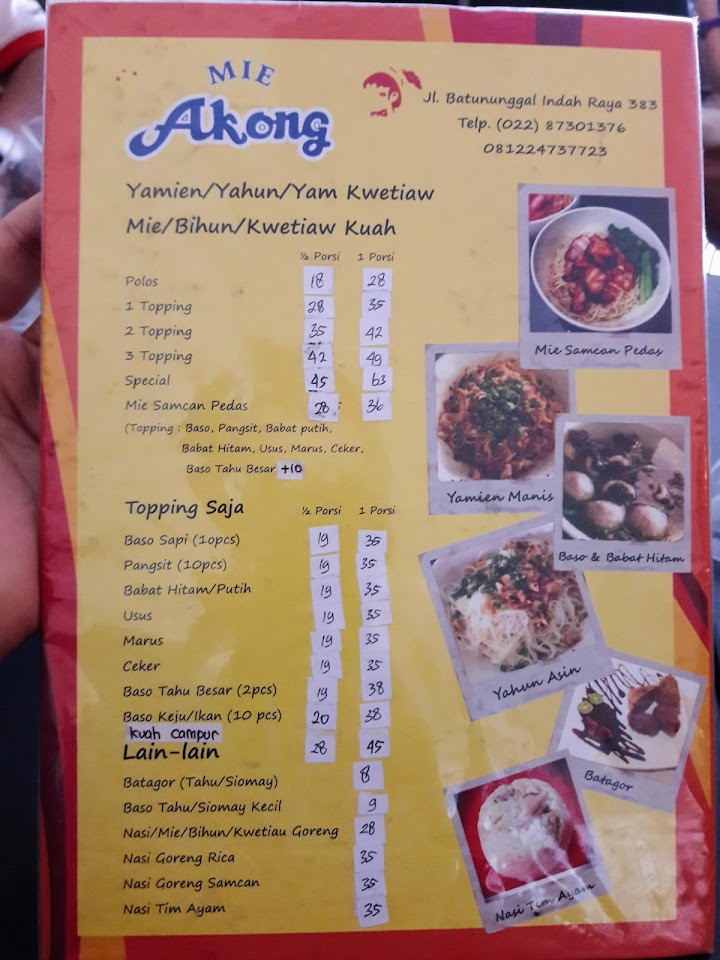 MIE
Akong
Jl. Batununggal Indah Raya 383
Telp. (022) 87301376
081224737723
Yamien/Yahun/Yam Kwetiaw
Mie/Bihun/Kwetiaw Kuah
½ Porsi 1 Porsi
Polos 18 28
1 Topping 28 35
2 Topping 35 42
3 Topping 42 49
Special 45 63
Mie Samcan Pedas 28 36
(Topping : Baso, Pangsit, Babat putih,
Babat Hitam, Usus, Marus, Ceker,
Baso Tahu Besar +10
Topping Saja ½ Porsi 1 Porsi
Baso Sapi (10pcs) 19 35
Pangsit (10pcs) 19 35
Babat Hitam/Putih 19 35
Usus 19 35
Marus 19 35
Ceker 19 35
Baso Tahu Besar (2pcs) 19 38
Baso Keju/Ikan (10 pcs) 20 38
kuah campur 28 45
Lain-lain
Batagor (Tahu/Siomay) 8
Baso Tahu/Siomay Kecil 9
Nasi/Mie/Bihun/Kwetiau Goreng 28
Nasi Goreng Rica 35
Nasi Goreng Samcan 35
Nasi Tim Ayam 35
Mie Samcan Pedas
Yamien Manis
Baso & Babat Hitam
Yahun Asin
Batagor
Nasi Tim Ayam